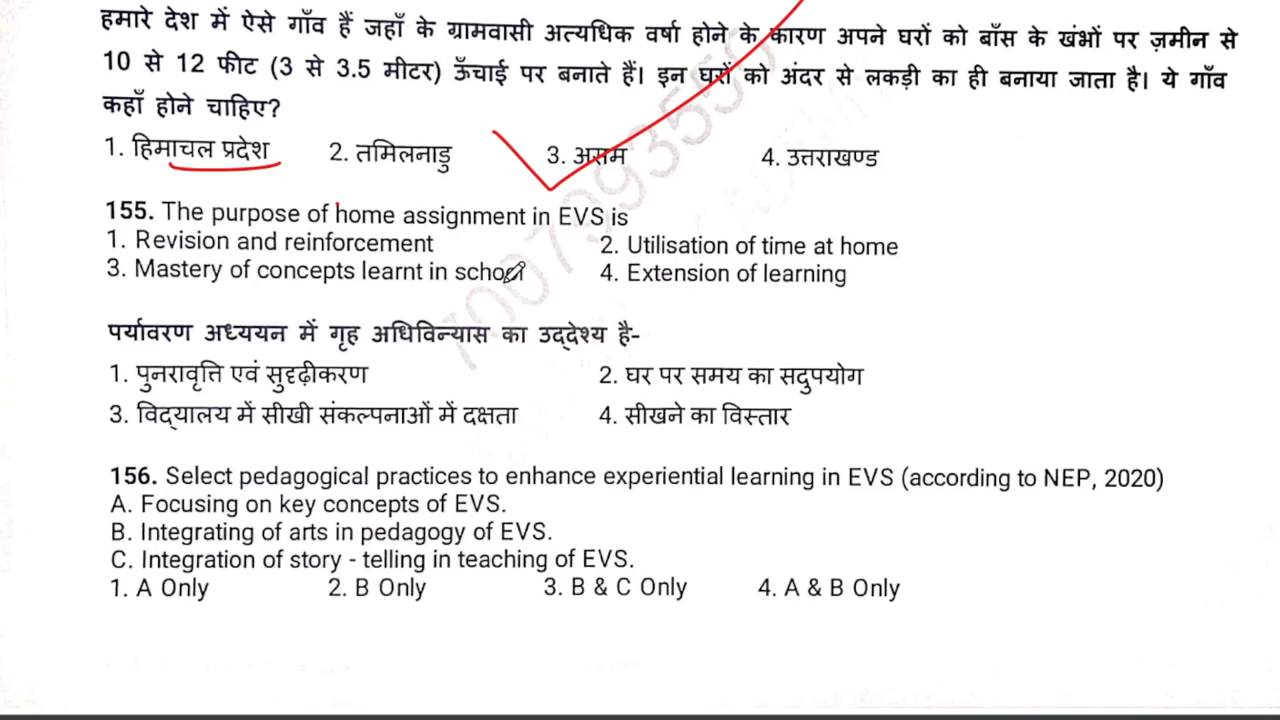 हमारे देश में ऐसे गाँव हैं जहाँ के ग्रामवासी अत्यधिक वर्षा होने के कारण अपने घरों को बाँस के खंभों पर ज़मीन से
10 से 12 फीट (3 से 3.5 मीटर) ऊँचाई पर बनाते हैं। इन घरों को अंदर से लकड़ी का ही बनाया जाता है। ये गाँव
कहाँ होने चाहिए?
1. हिमाचल प्रदेश 2. तमिलनाडु 3. असम 4. उत्तराखण्ड
155. The purpose of home assignment in EVS is
1. Revision and reinforcement 2. Utilisation of time at home
3. Mastery of concepts learnt in school 4. Extension of learning
पर्यावरण अध्ययन में गृह अधिविन्यास का उद्देश्य है-
1. पुनरावृत्ति एवं सुदृढ़ीकरण 2. घर पर समय का सदुपयोग
3. विद्यालय में सीखी संकल्पनाओं में दक्षता 4. सीखने का विस्तार
156. Select pedagogical practices to enhance experiential learning in EVS (according to NEP, 2020)
A. Focusing on key concepts of EVS.
B. Integrating of arts in pedagogy of EVS.
C. Integration of story - telling in teaching of EVS.
1. A Only 2. B Only 3. B & C Only 4. A & B Only